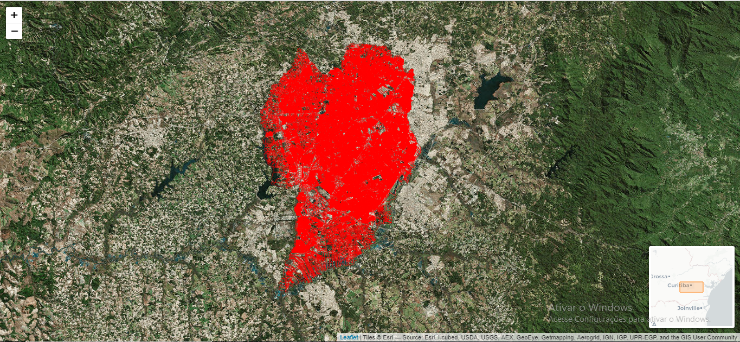 +
−
Curitiba
Joinville
Ativar o Windows
Acesse Configurações para ativar o Windows.
Leaflet | Tiles © Esri — Source: Esri, i-cubed, USDA, USGS, AEX, GeoEye, Getmapping, Aerogrid, IGN, IGP, UPR-EGP, and the GIS User Community